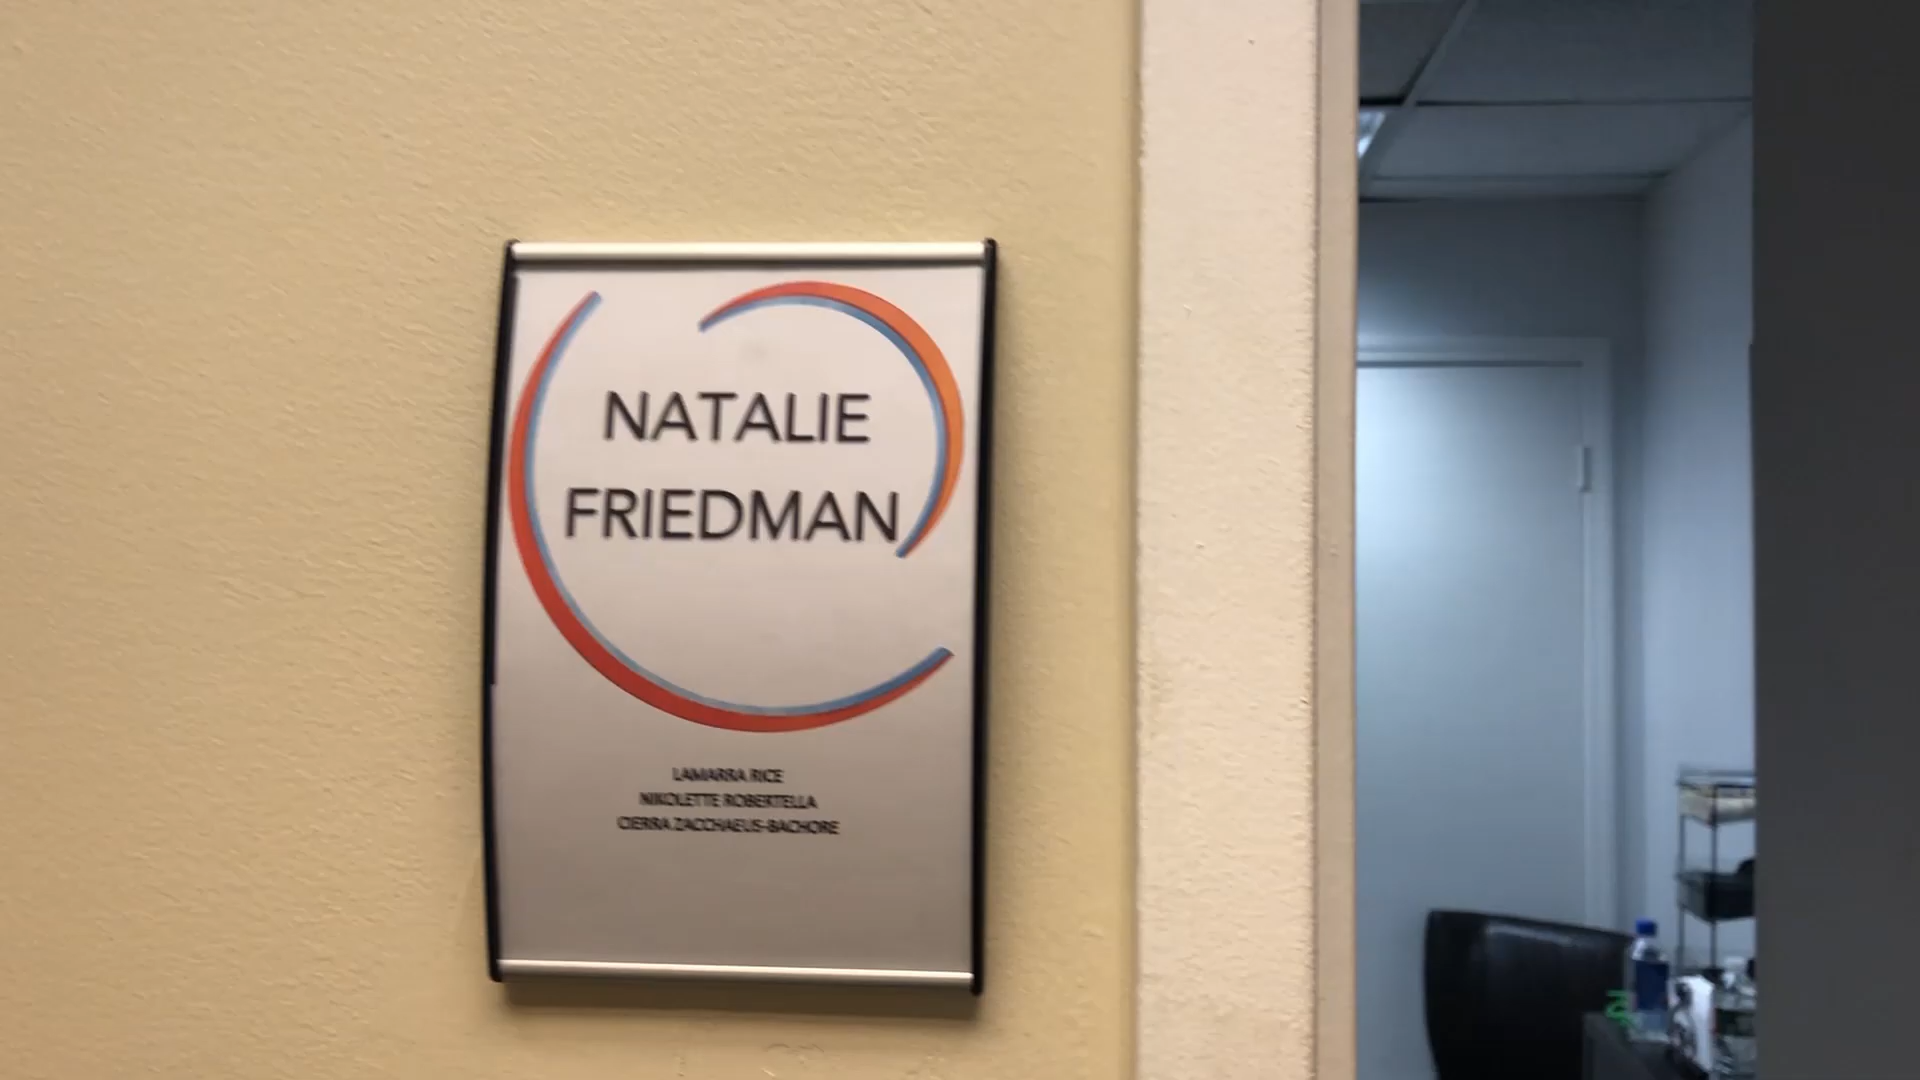 NATALIE
FRIEDMAN
LAMARRA RICE
NIKOLETTE ROBERTELLA
CIERRA ZACCHAEUS-BACHORE